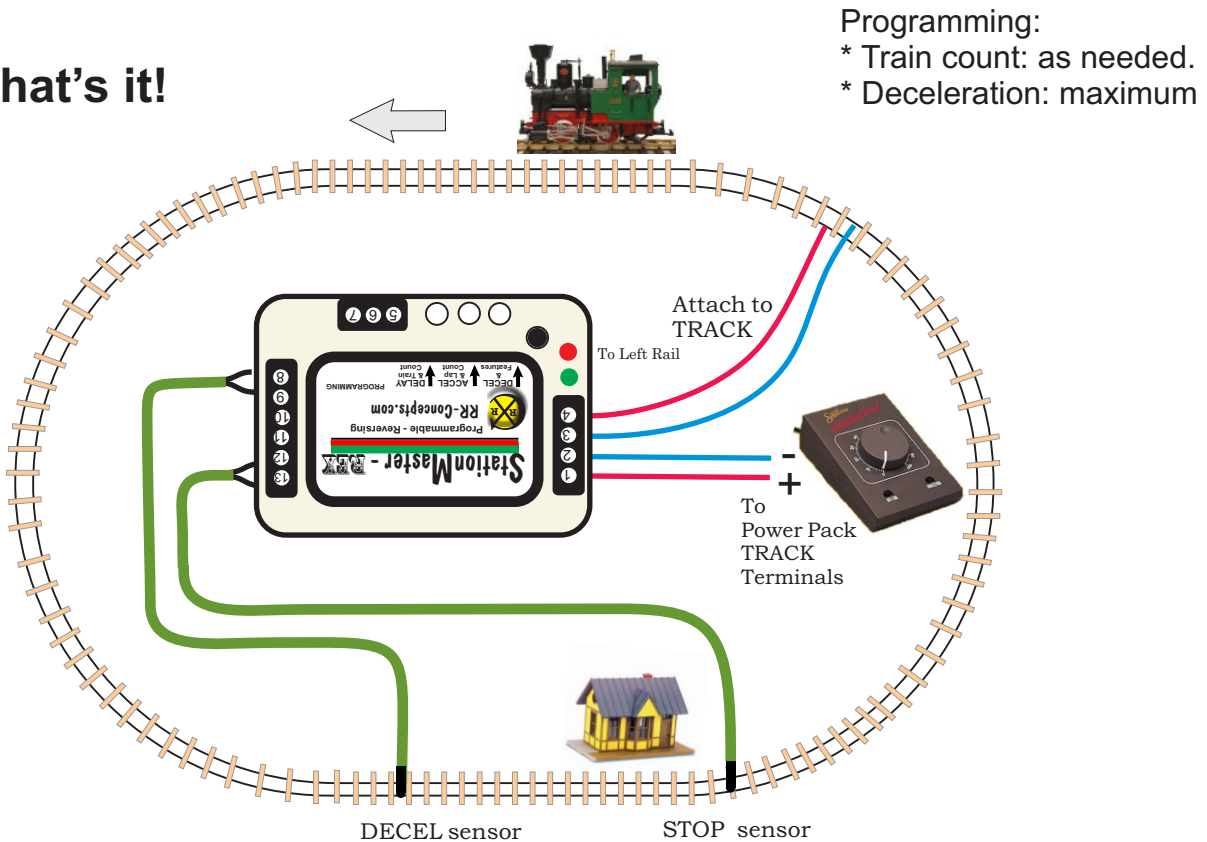 Programming:
* Train count: as needed.
* Deceleration: maximum
hat's it!
Attach to
TRACK
To Left Rail
5 6 7
8
9
10
11
12
13
4
3
2
1
StationMaster - REX
Programmable - Reversing
RR-Concepts.com
R R
PROGRAMMING
DECEL
&
Features
ACCEL
& Lap
Count
DELAY
& Train
Count
-
+
To
Power Pack
TRACK
Terminals
DECEL sensor
STOP sensor